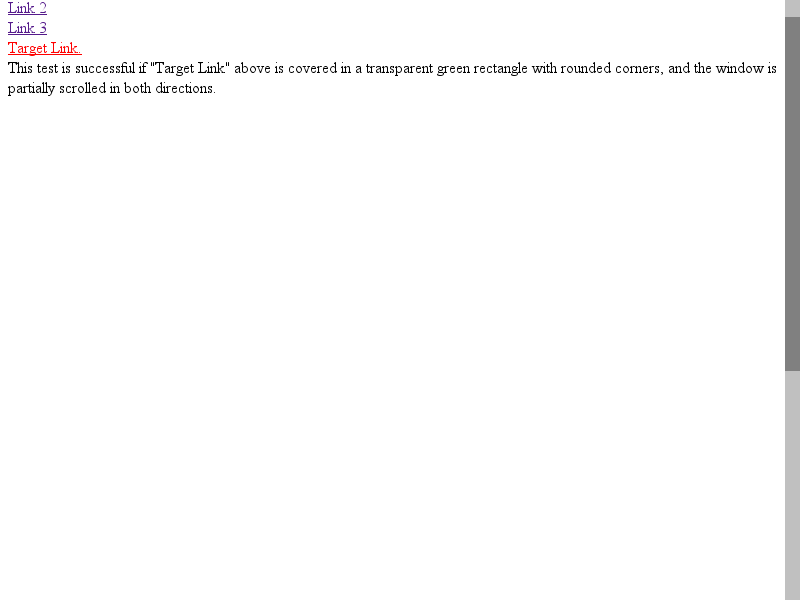 Link 2
Link 3
Target Link.
This test is successful if "Target Link" above is covered in a transparent green rectangle with rounded corners, and the window is
partially scrolled in both directions.